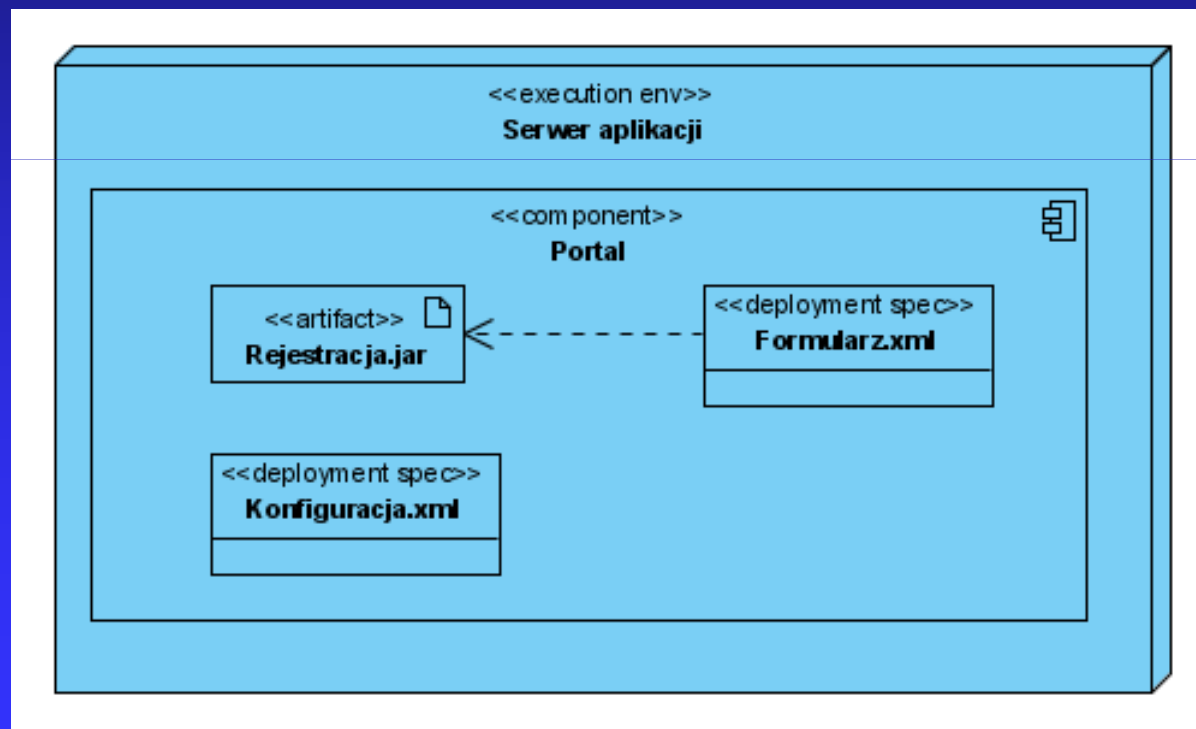 <<execution env>>
Serwer aplikacji
<<component>>
Portal
<<artifact>>
Rejestracja.jar
<<deployment spec>>
Formularz.xml
<<deployment spec>>
Konfiguracja.xml